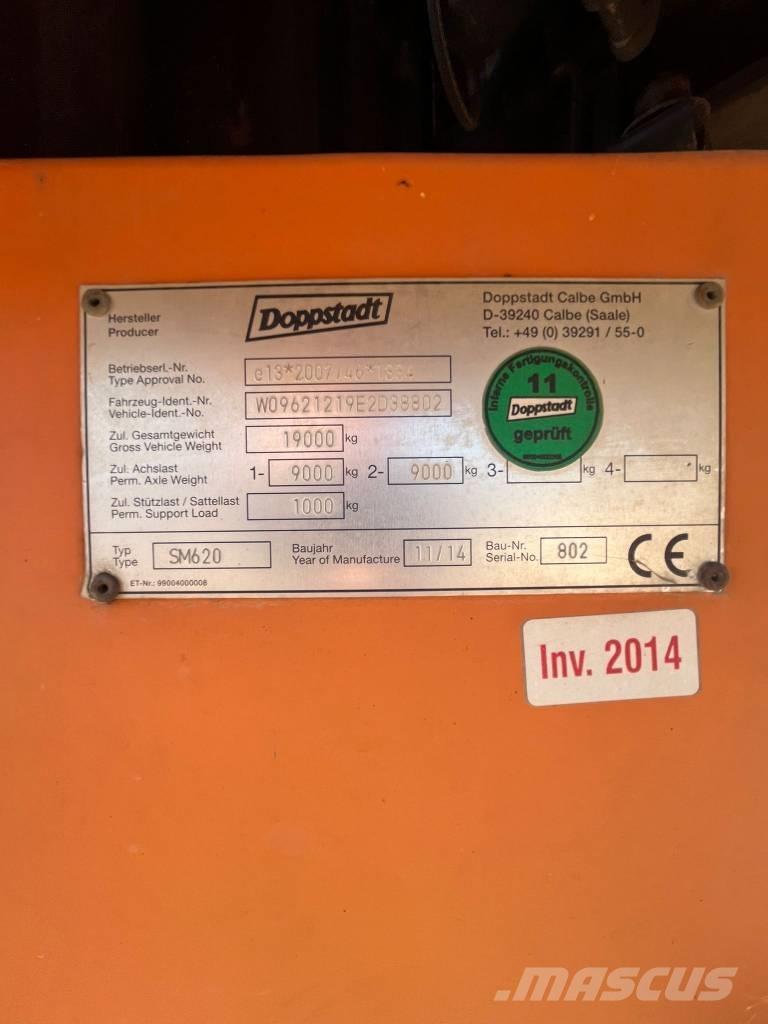 Hersteller
Producer
Doppstadt
Doppstadt Calbe GmbH
D-39240 Calbe (Saale)
Tel.: +49 (0) 39291 / 55-0
Betriebserl.-Nr.
Type Approval No.
Fahrzeug-Ident.-Nr.
Vehicle-Ident.-No.
W09621219E2D38802
Interne Fertigungskontrolle
11
Doppstadt
geprüft
Zul. Gesamtgewicht
Gross Vehicle Weight
19000 kg
Zul. Achslast
Perm. Axle Weight
1- 9000 kg 2- 9000 kg 3- kg 4- kg
Zul. Stützlast / Sattellast
Perm. Support Load
1000 kg
Typ
Type
SM620
Baujahr
Year of Manufacture
11/14
Bau-Nr.
Serial-No.
802
CE
ET-Nr.: 99004000008
Inv. 2014
MASCUS